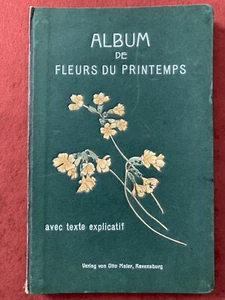 ALBUM
DE
FLEURS DU PRINTEMPS
avec texte explicatif
Verlag von Otto Maier, Ravensburg